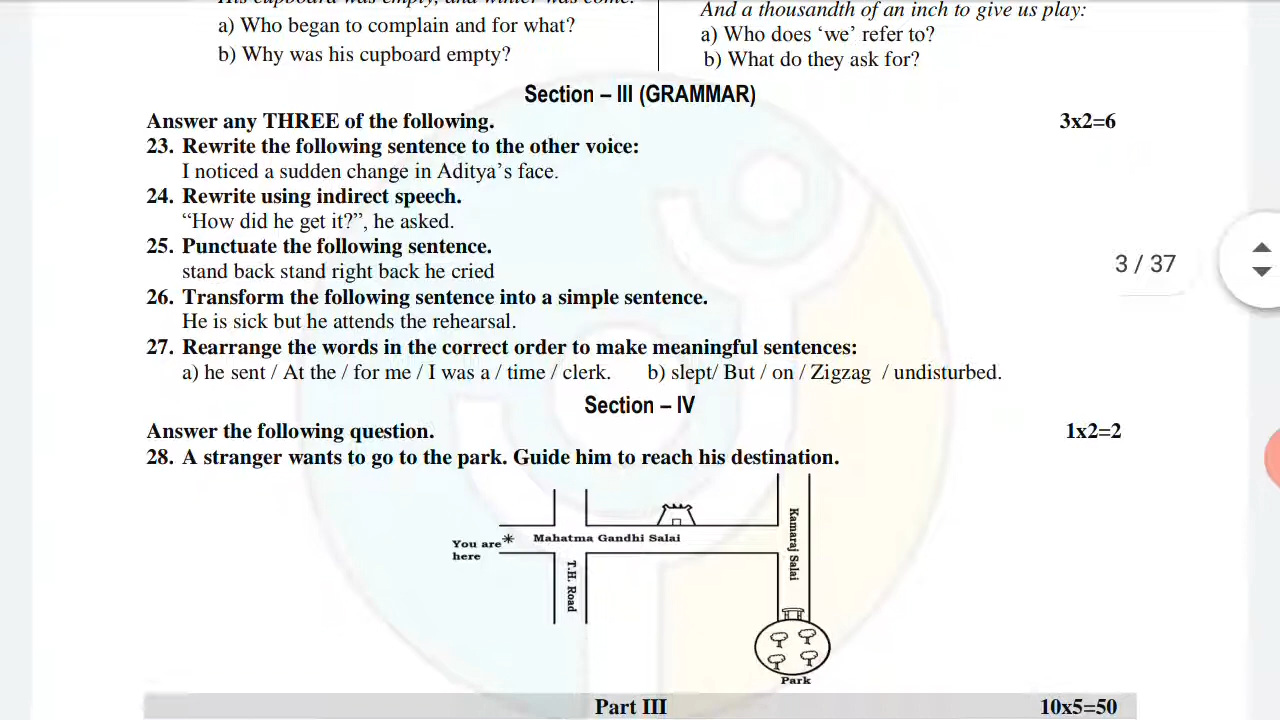 His cupboard was empty, and winter was come.
a) Who began to complain and for what?
b) Why was his cupboard empty?
And a thousandth of an inch to give us play:
a) Who does ‘we’ refer to?
b) What do they ask for?
Section – III (GRAMMAR)
Answer any THREE of the following. 3x2=6
23. Rewrite the following sentence to the other voice:
I noticed a sudden change in Aditya’s face.
24. Rewrite using indirect speech.
“How did he get it?”, he asked.
25. Punctuate the following sentence.
stand back stand right back he cried
3 / 37
26. Transform the following sentence into a simple sentence.
He is sick but he attends the rehearsal.
27. Rearrange the words in the correct order to make meaningful sentences:
a) he sent / At the / for me / I was a / time / clerk. b) slept/ But / on / Zigzag / undisturbed.
Section – IV
Answer the following question. 1x2=2
28. A stranger wants to go to the park. Guide him to reach his destination.
You are
here
Mahatma Gandhi Salai
T.H. Road
Kamaraj Salai
Park
Part III 10x5=50